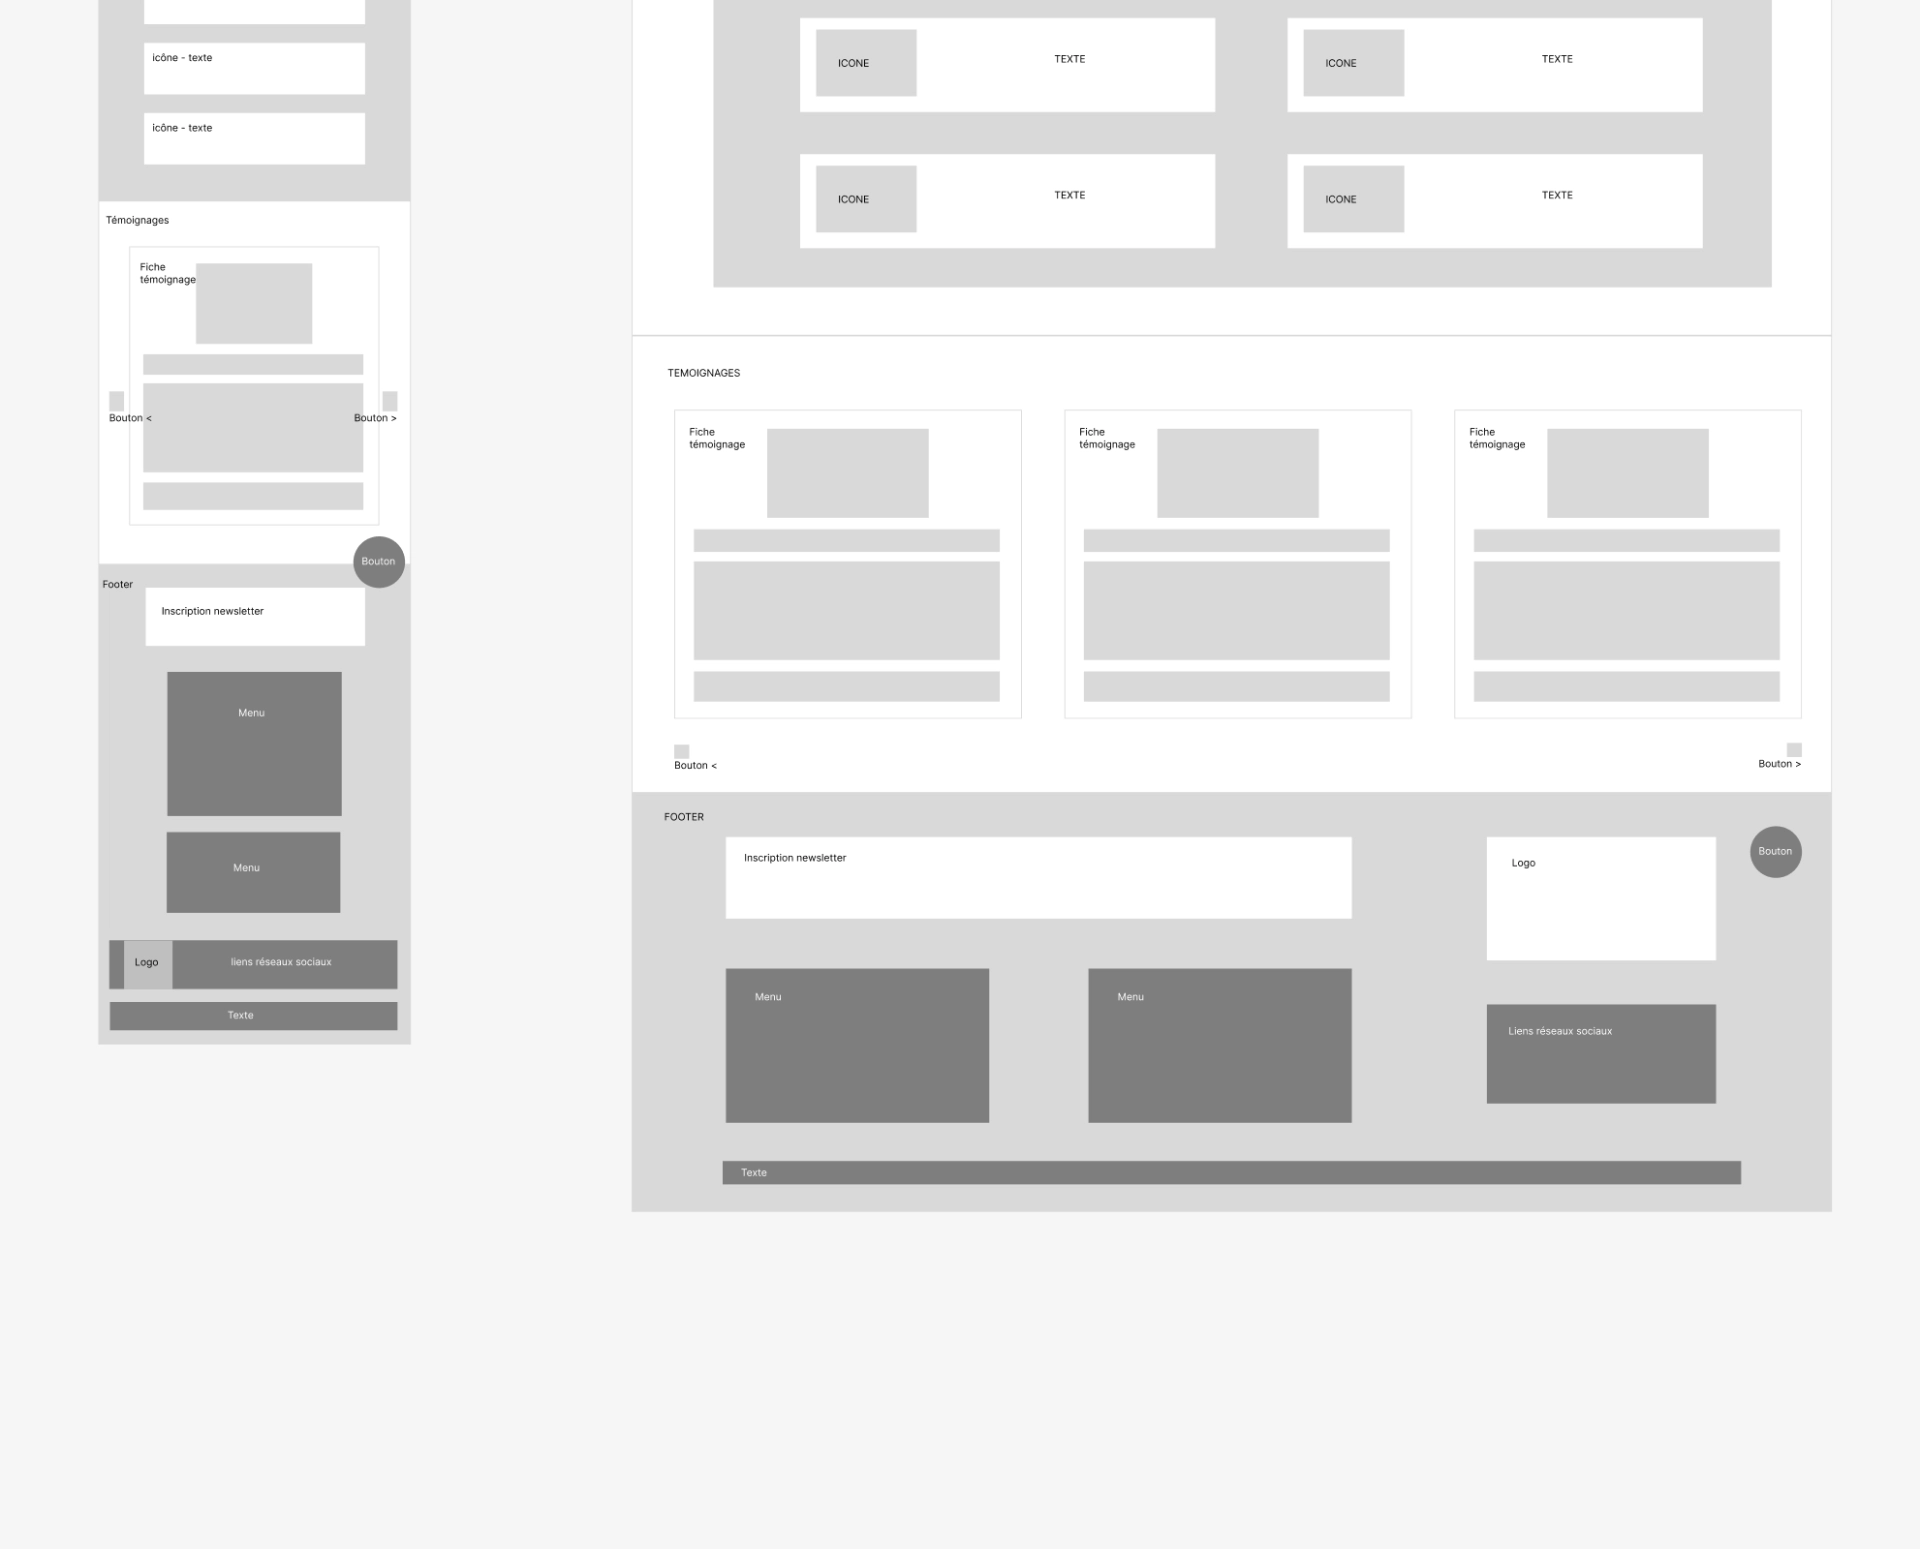 icône - texte
icône - texte
Témoignages
Fiche
témoignage
Bouton <
Bouton >
Bouton
Footer
Inscription newsletter
Menu
Menu
Logo
liens réseaux sociaux
Texte
ICONE
TEXTE
ICONE
TEXTE
ICONE
TEXTE
ICONE
TEXTE
TEMOIGNAGES
Fiche
témoignage
Fiche
témoignage
Fiche
témoignage
Bouton <
Bouton >
FOOTER
Inscription newsletter
Logo
Bouton
Menu
Menu
Liens réseaux sociaux
Texte